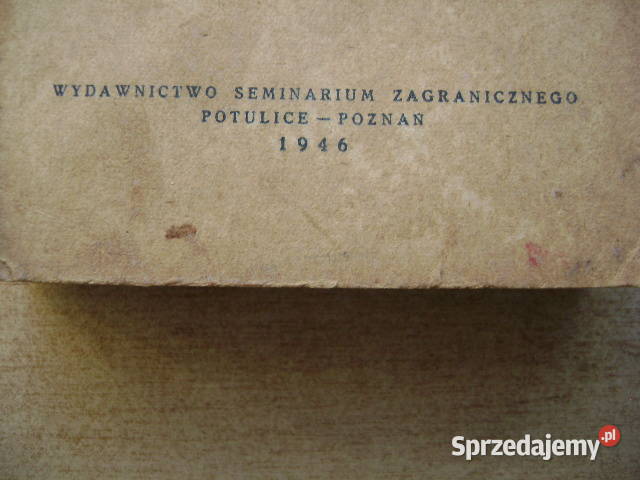 WYDAWNICTWO SEMINARIUM ZAGRANICZNEGO
POTULICE — POZNAŃ
1946
Sprzedajemy.pl